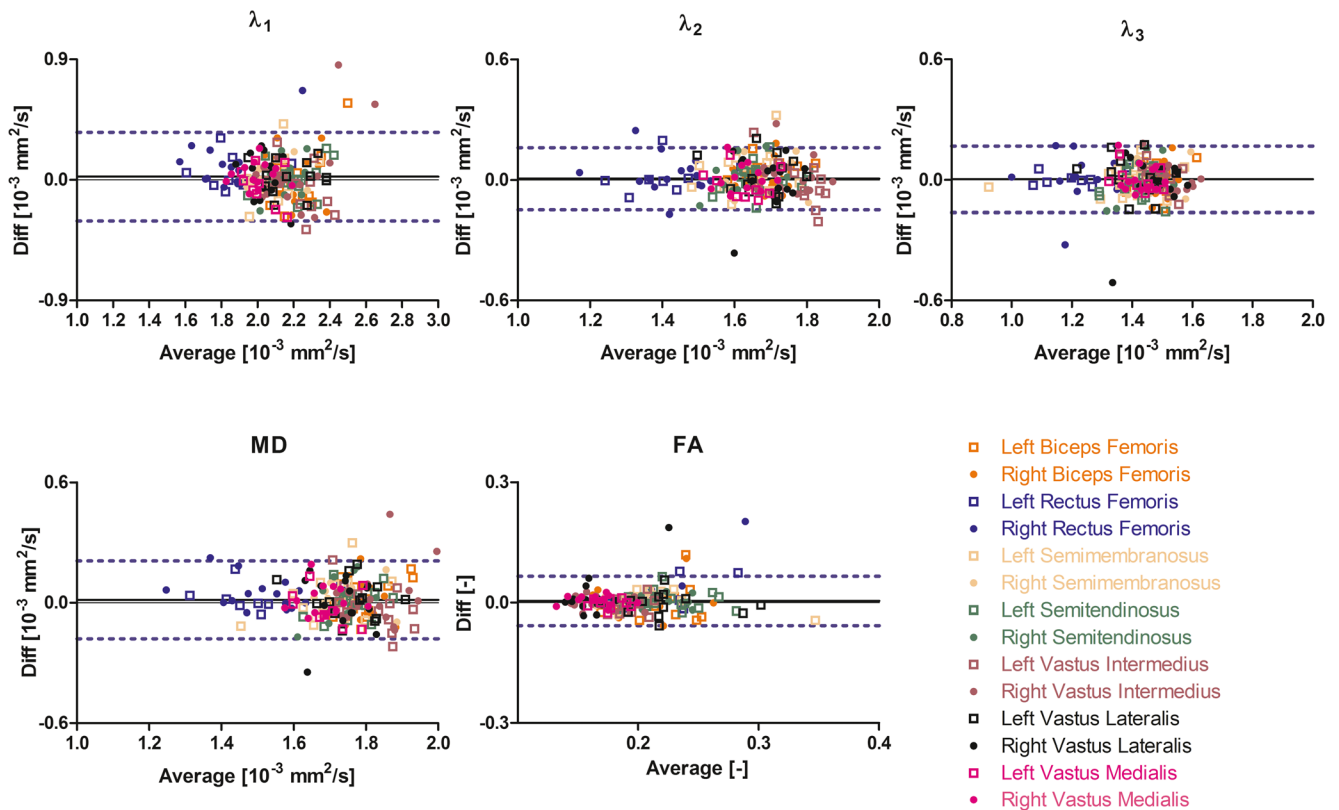 λ1
0.9
0.0
-0.9
Diff [10-3 mm2/s]
1.0 1.2 1.4 1.6 1.8 2.0 2.2 2.4 2.6 2.8 3.0
Average [10-3 mm2/s]
λ2
0.6
0.0
-0.6
Diff [10-3 mm2/s]
1.0 1.2 1.4 1.6 1.8 2.0
Average [10-3 mm2/s]
λ3
0.6
0.0
-0.6
Diff [10-3 mm2/s]
0.8 1.0 1.2 1.4 1.6 1.8 2.0
Average [10-3 mm2/s]
MD
0.6
0.0
-0.6
Diff [10-3 mm2/s]
1.0 1.2 1.4 1.6 1.8 2.0
Average [10-3 mm2/s]
FA
0.3
0.0
-0.3
Diff [-]
0.2 0.3 0.4
Average [-]
Left Biceps Femoris
Right Biceps Femoris
Left Rectus Femoris
Right Rectus Femoris
Left Semimembranosus
Right Semimembranosus
Left Semitendinosus
Right Semitendinosus
Left Vastus Intermedius
Right Vastus Intermedius
Left Vastus Lateralis
Right Vastus Lateralis
Left Vastus Medialis
Right Vastus Medialis